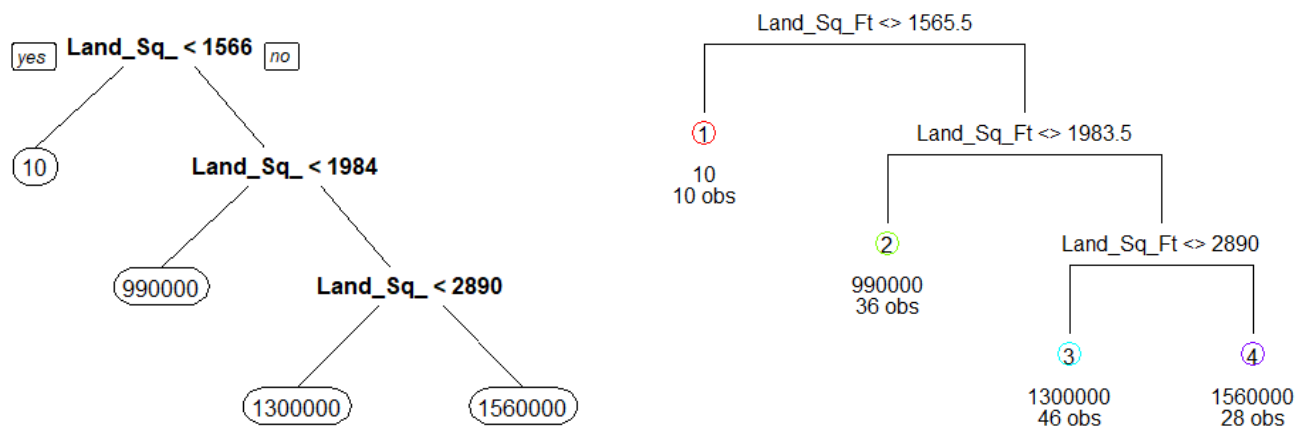 yes Land_Sq_ < 1566 no
10
Land_Sq_ < 1984
990000
Land_Sq_ < 2890
1300000 1560000
Land_Sq_Ft <> 1565.5
1
10
10 obs
Land_Sq_Ft <> 1983.5
2
990000
36 obs
Land_Sq_Ft <> 2890
3
1300000
46 obs
4
1560000
28 obs